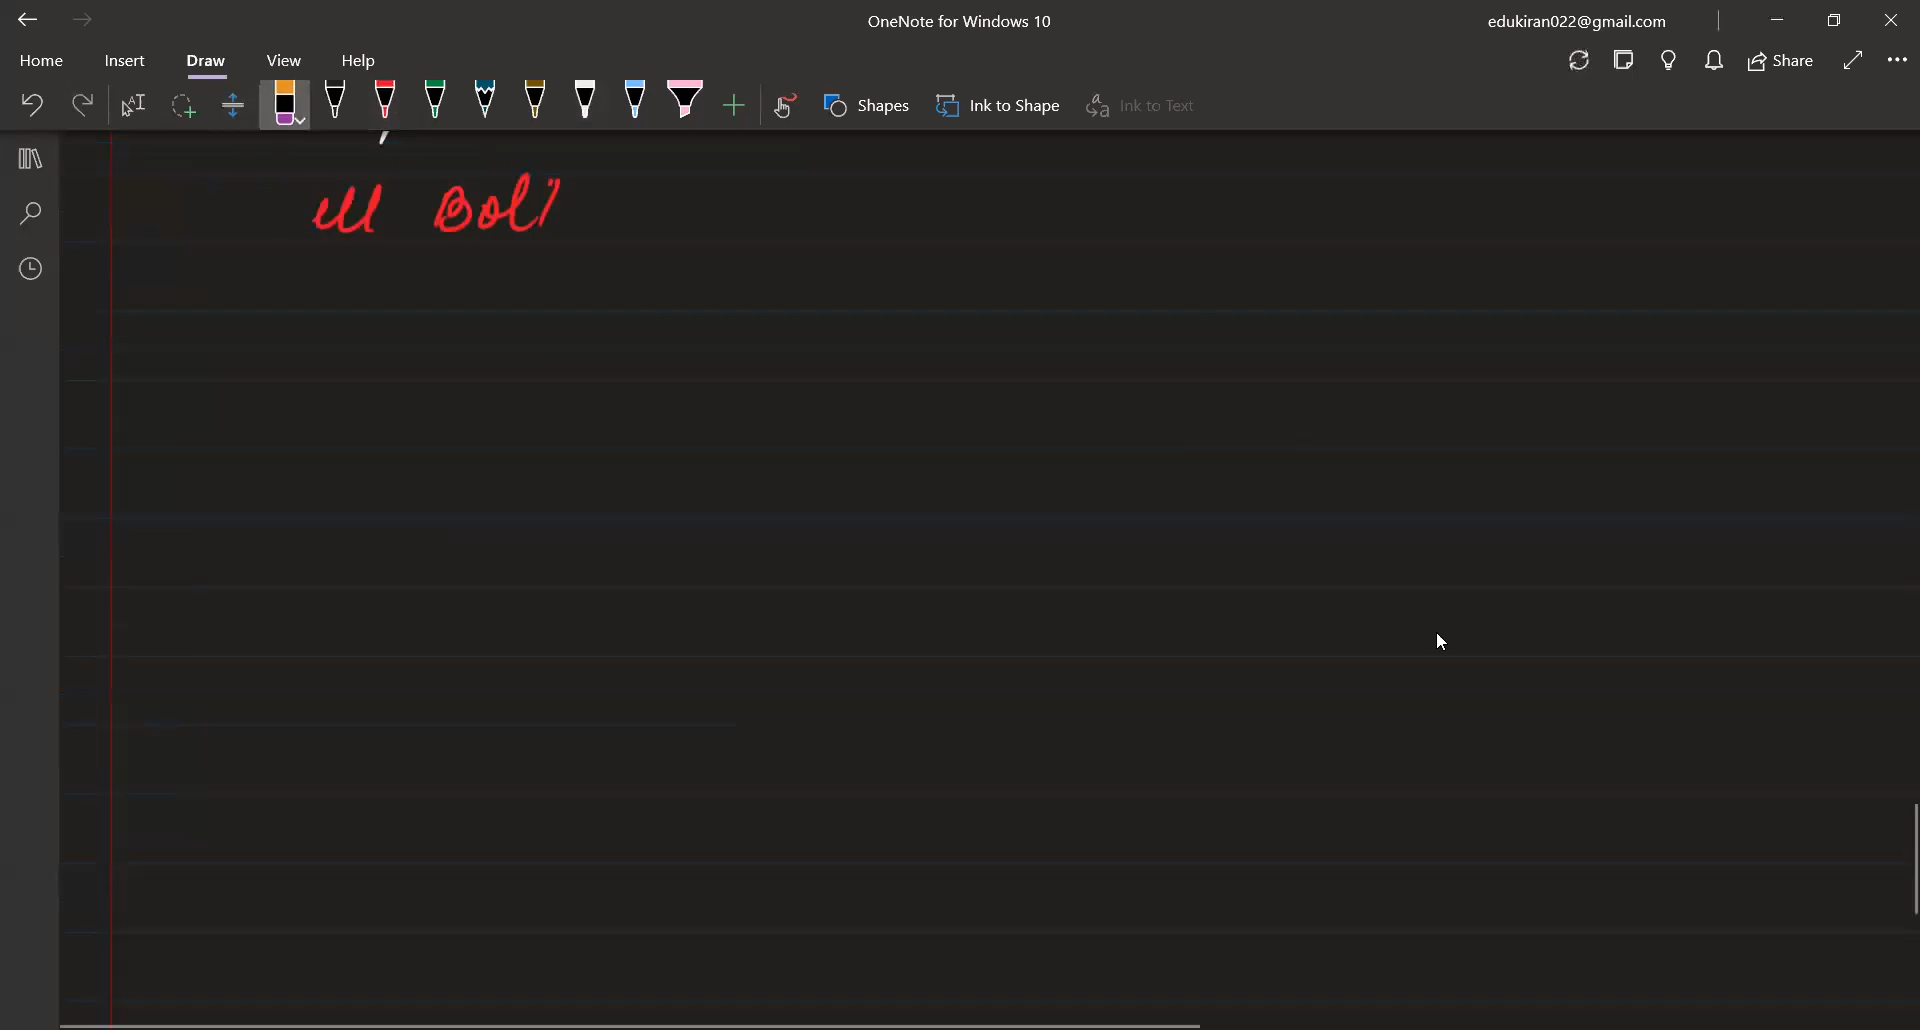 OneNote for Windows 10
edukiran022@gmail.com
Home Insert Draw View Help
Share
Shapes
Ink to Shape
Ink to Text